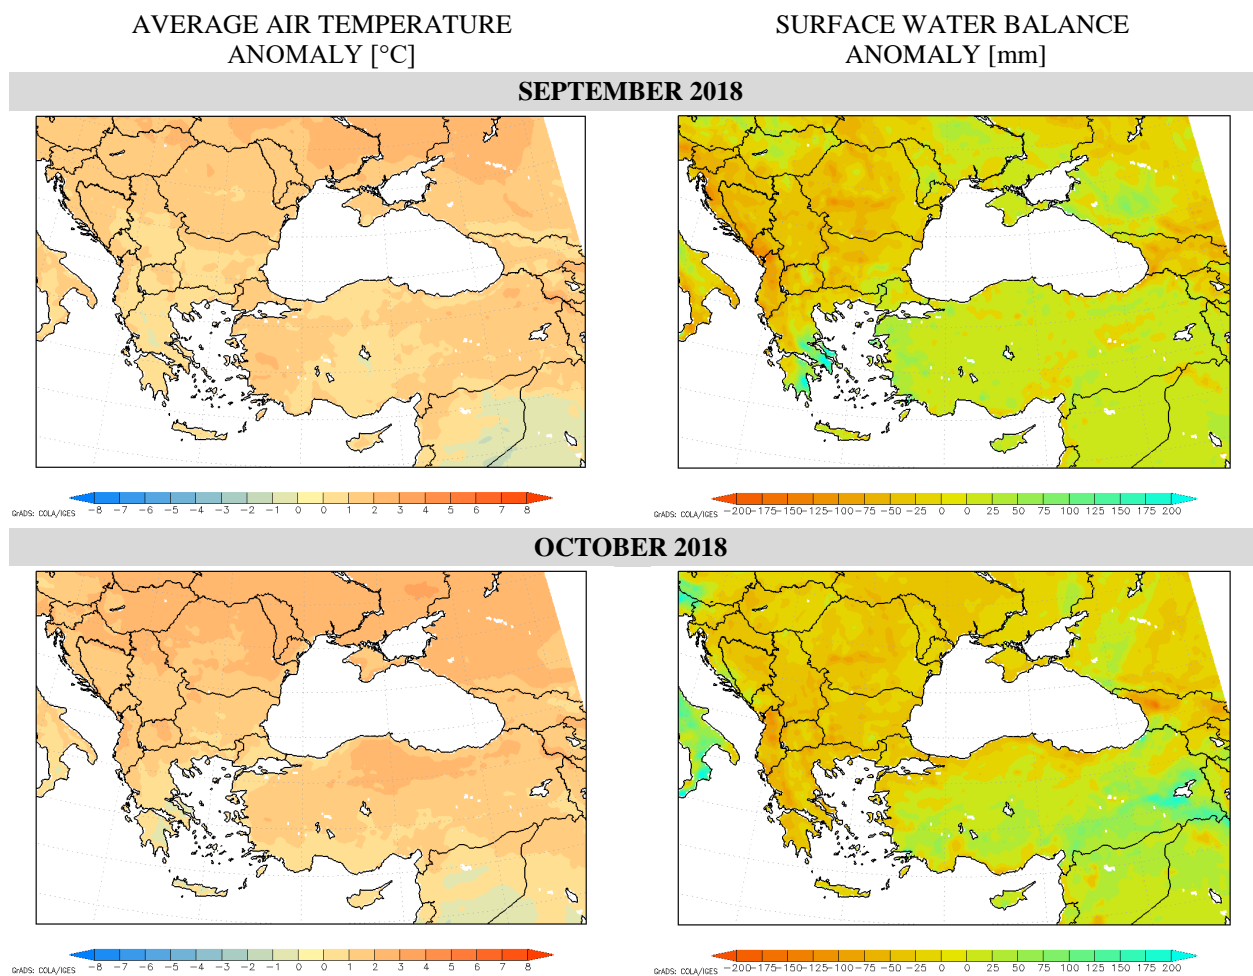 AVERAGE AIR TEMPERATURE
ANOMALY [°C]
SURFACE WATER BALANCE
ANOMALY [mm]
SEPTEMBER 2018
GrADS: COLA/IGES
-8 -7 -6 -5 -4 -3 -2 -1 0 1 2 3 4 5 6 7 8
GrADS: COLA/IGES
-200-175-150-125-100-75 -50 -25 0 25 50 75 100 125 150 175 200
OCTOBER 2018
GrADS: COLA/IGES
-8 -7 -6 -5 -4 -3 -2 -1 0 1 2 3 4 5 6 7 8
GrADS: COLA/IGES
-200-175-150-125-100-75 -50 -25 0 25 50 75 100 125 150 175 200